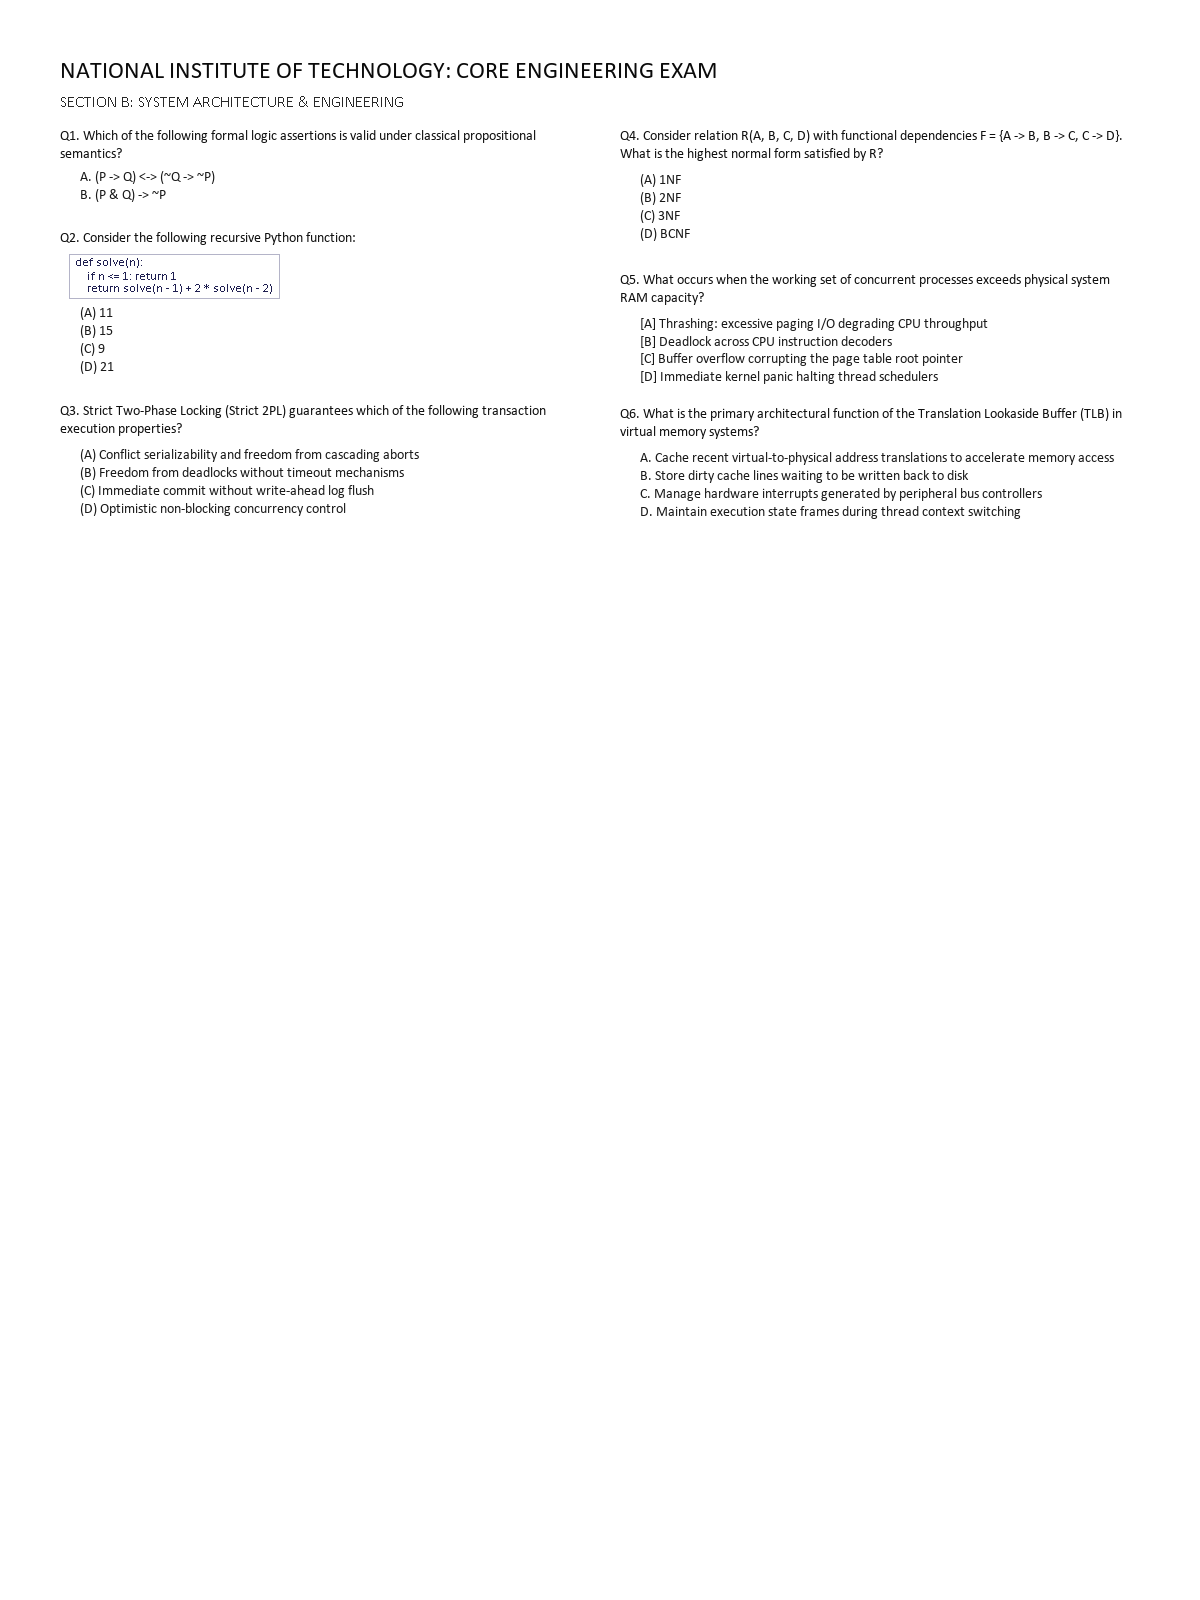 NATIONAL INSTITUTE OF TECHNOLOGY: CORE ENGINEERING EXAM
SECTION B: SYSTEM ARCHITECTURE & ENGINEERING
Q1. Which of the following formal logic assertions is valid under classical propositional
semantics?
A. (P -> Q) <-> (~Q -> ~P)
B. (P & Q) -> ~P
Q2. Consider the following recursive Python function:
def solve(n):
    if n <= 1: return 1
    return solve(n - 1) + 2 * solve(n - 2)
(A) 11
(B) 15
(C) 9
(D) 21
Q3. Strict Two-Phase Locking (Strict 2PL) guarantees which of the following transaction
execution properties?
(A) Conflict serializability and freedom from cascading aborts
(B) Freedom from deadlocks without timeout mechanisms
(C) Immediate commit without write-ahead log flush
(D) Optimistic non-blocking concurrency control
Q4. Consider relation R(A, B, C, D) with functional dependencies F = {A -> B, B -> C, C -> D}.
What is the highest normal form satisfied by R?
(A) 1NF
(B) 2NF
(C) 3NF
(D) BCNF
Q5. What occurs when the working set of concurrent processes exceeds physical system
RAM capacity?
[A] Thrashing: excessive paging I/O degrading CPU throughput
[B] Deadlock across CPU instruction decoders
[C] Buffer overflow corrupting the page table root pointer
[D] Immediate kernel panic halting thread schedulers
Q6. What is the primary architectural function of the Translation Lookaside Buffer (TLB) in
virtual memory systems?
A. Cache recent virtual-to-physical address translations to accelerate memory access
B. Store dirty cache lines waiting to be written back to disk
C. Manage hardware interrupts generated by peripheral bus controllers
D. Maintain execution state frames during thread context switching